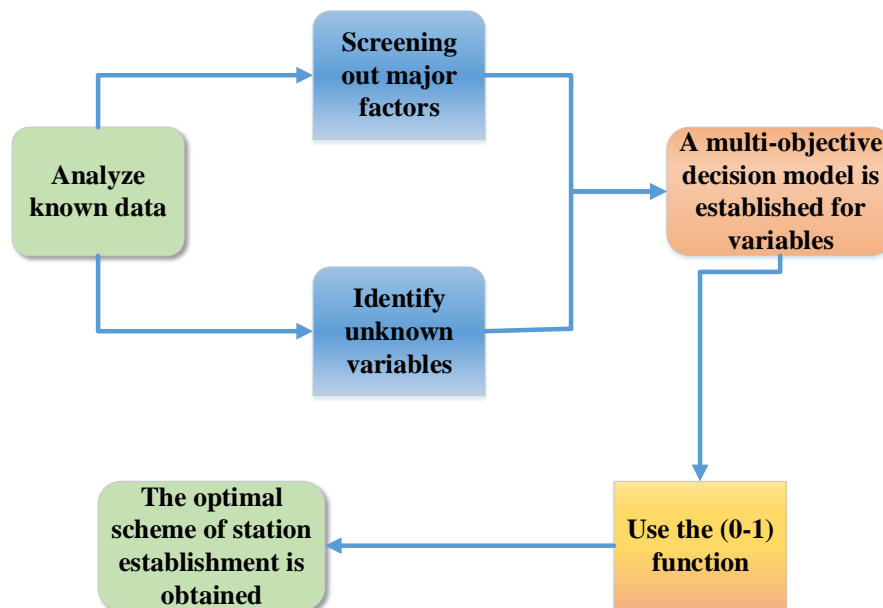 Screening
out major
factors
Analyze
known data
A multi-objective
decision model is
established for
variables
Identify
unknown
variables
The optimal
scheme of station
establishment is
obtained
Use the (0-1)
function